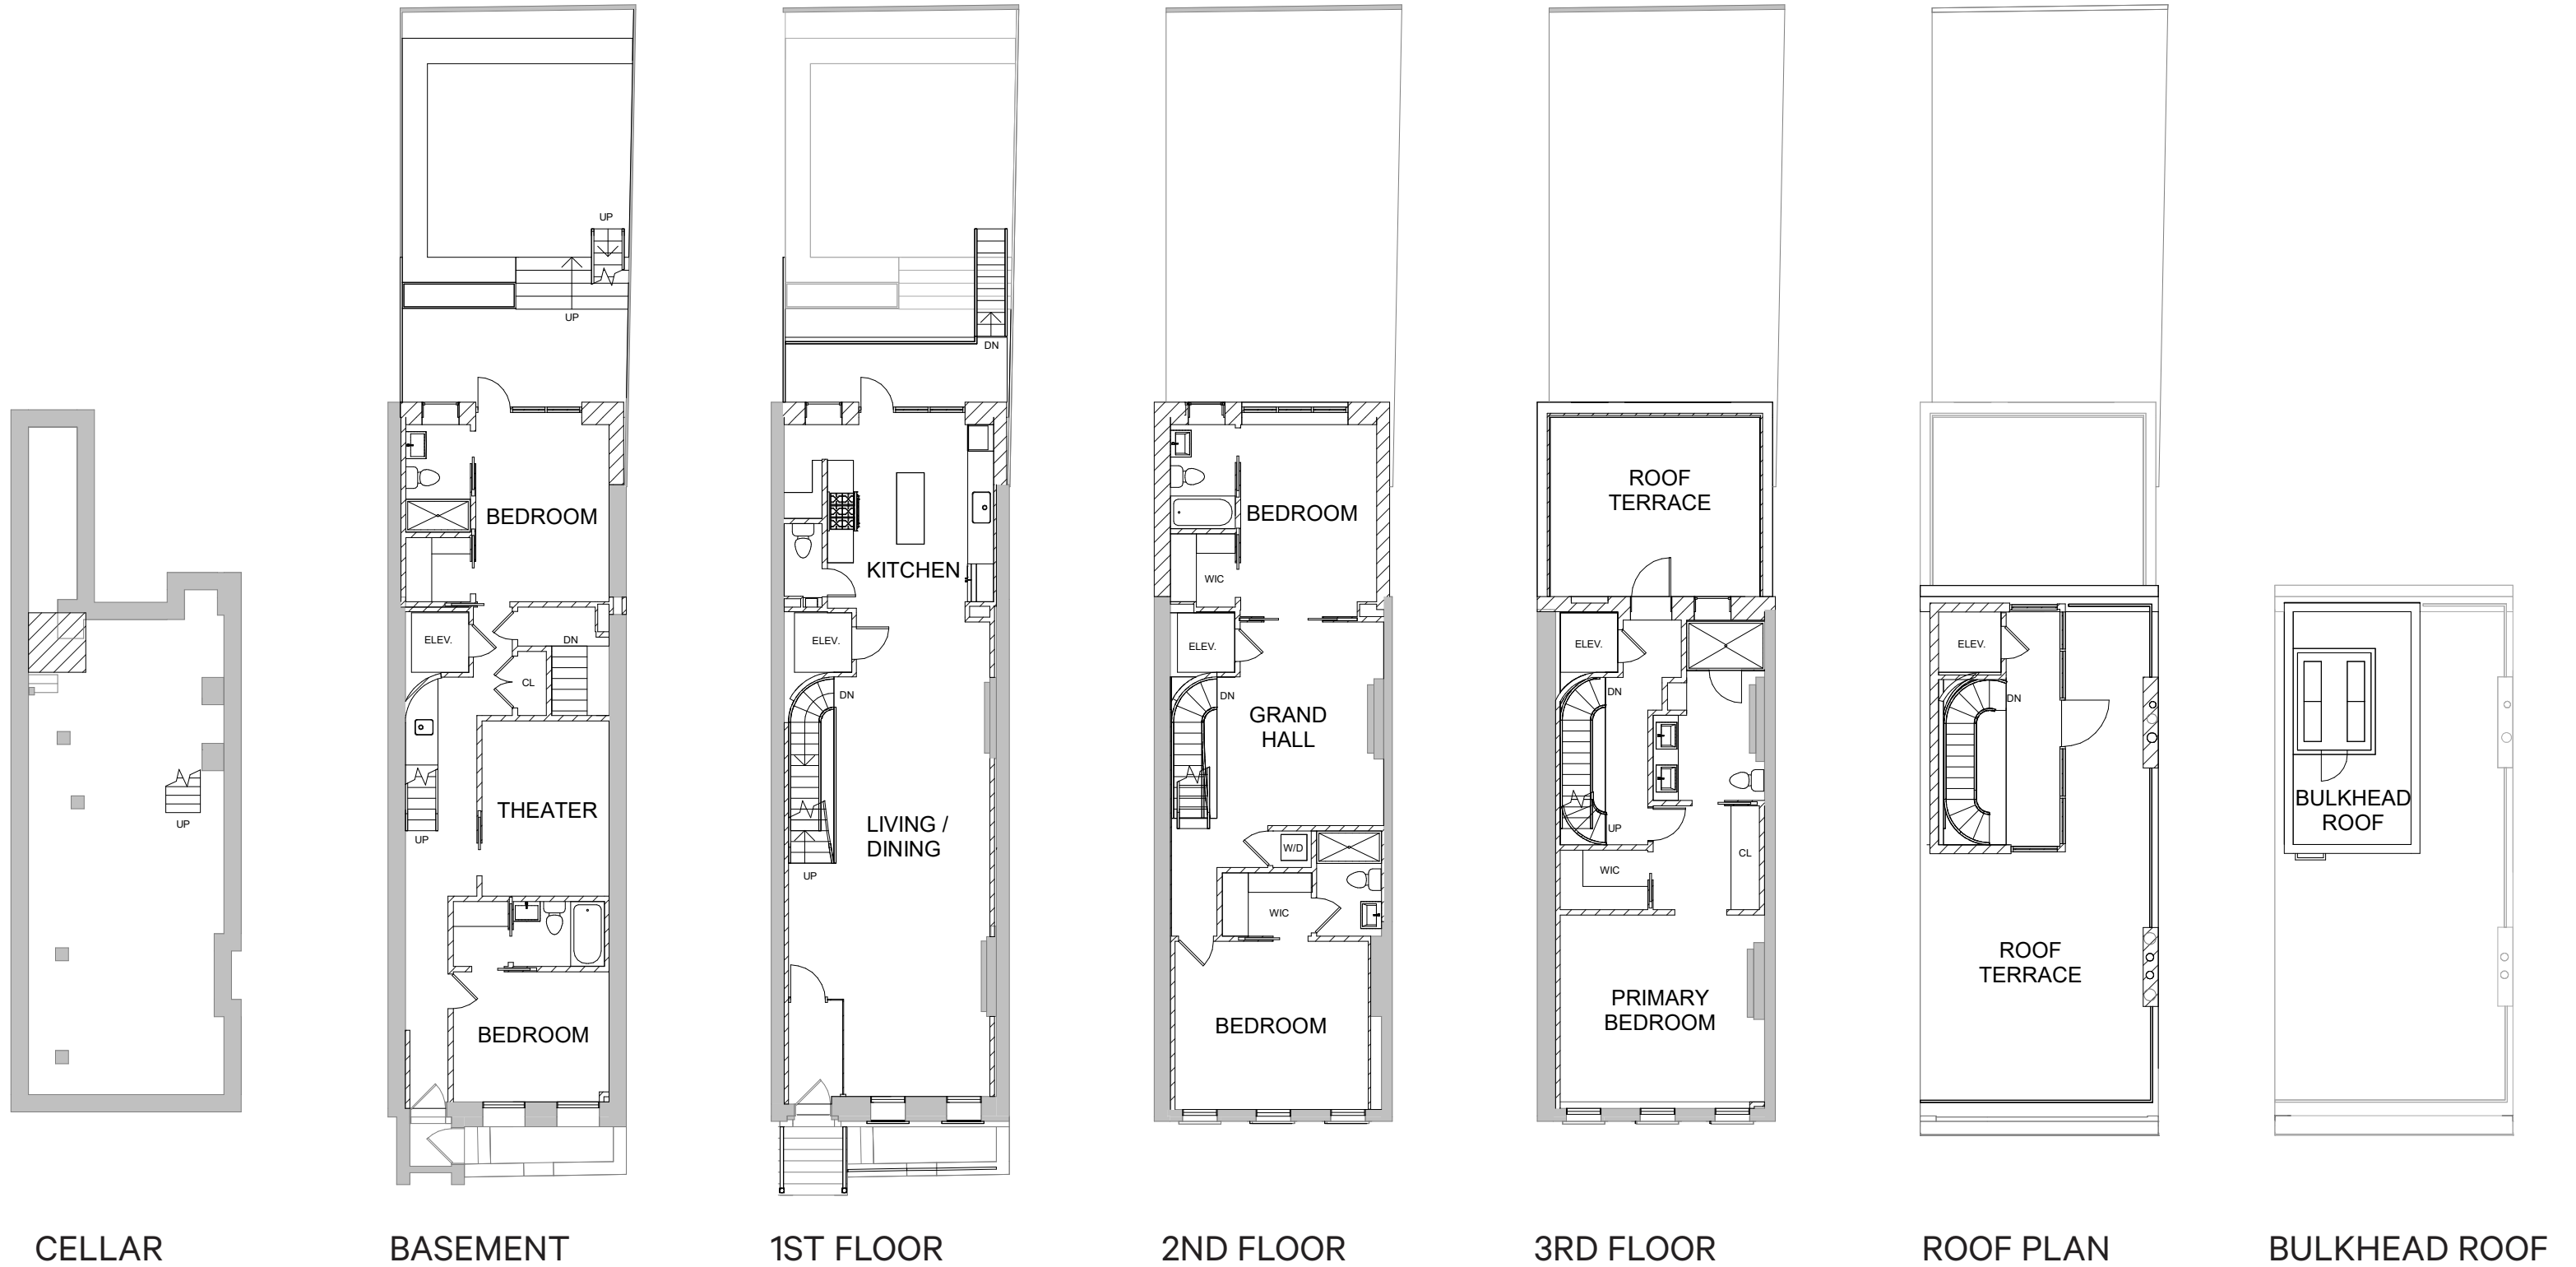 UP
CELLAR
UP
UP
BEDROOM
ELEV.
DN
CL
THEATER
UP
BEDROOM
BASEMENT
DN
KITCHEN
ELEV.
DN
LIVING /
DINING
UP
1ST FLOOR
BEDROOM
WIC
ELEV.
DN
GRAND
HALL
W/D
WIC
BEDROOM
2ND FLOOR
ROOF
TERRACE
ELEV.
DN
UP
CL
WIC
PRIMARY
BEDROOM
3RD FLOOR
ELEV.
DN
ROOF
TERRACE
ROOF PLAN
BULKHEAD
ROOF
BULKHEAD ROOF